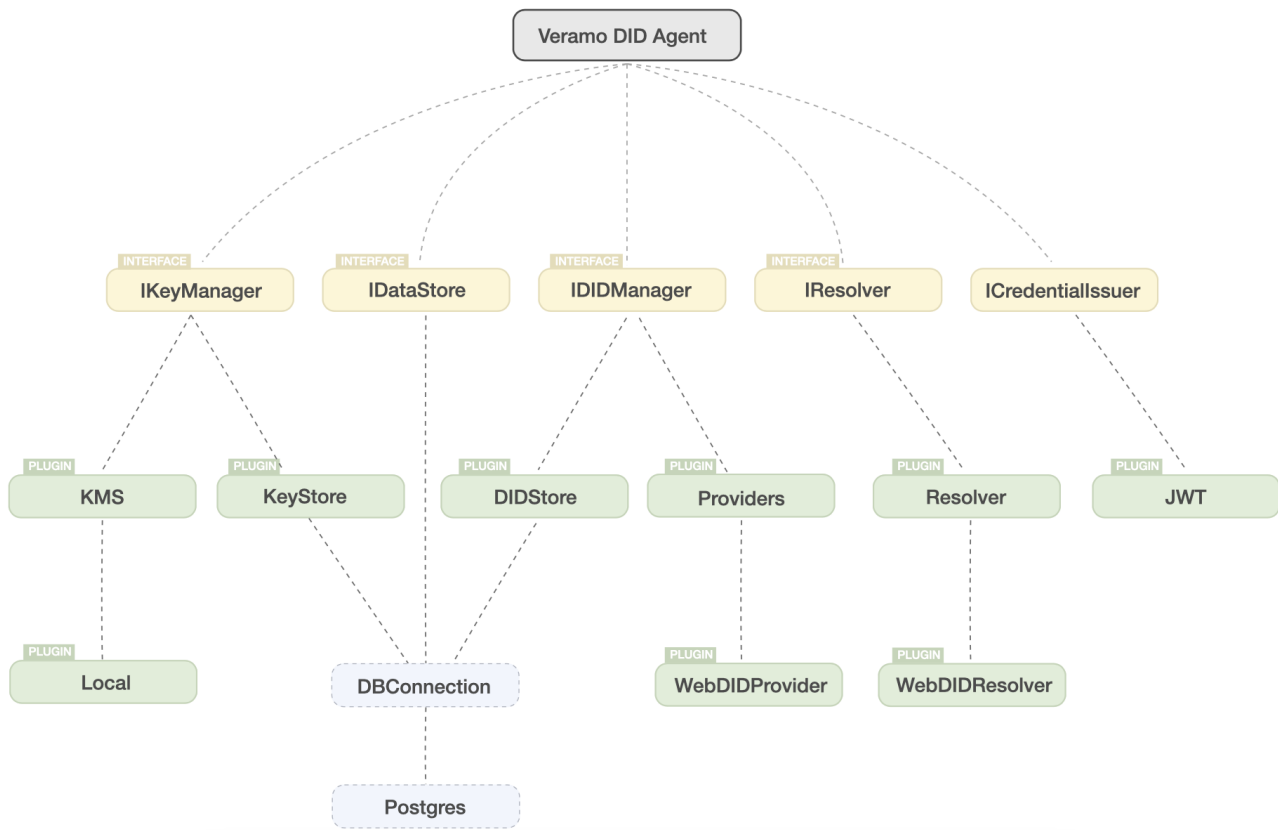 Veramo DID Agent
INTERFACE
IKeyManager
INTERFACE
IDataStore
INTERFACE
IDIDManager
INTERFACE
IResolver
ICredentialIssuer
PLUGIN
KMS
PLUGIN
KeyStore
PLUGIN
DIDStore
PLUGIN
Providers
PLUGIN
Resolver
PLUGIN
JWT
PLUGIN
Local
DBConnection
PLUGIN
WebDIDProvider
PLUGIN
WebDIDResolver
Postgres